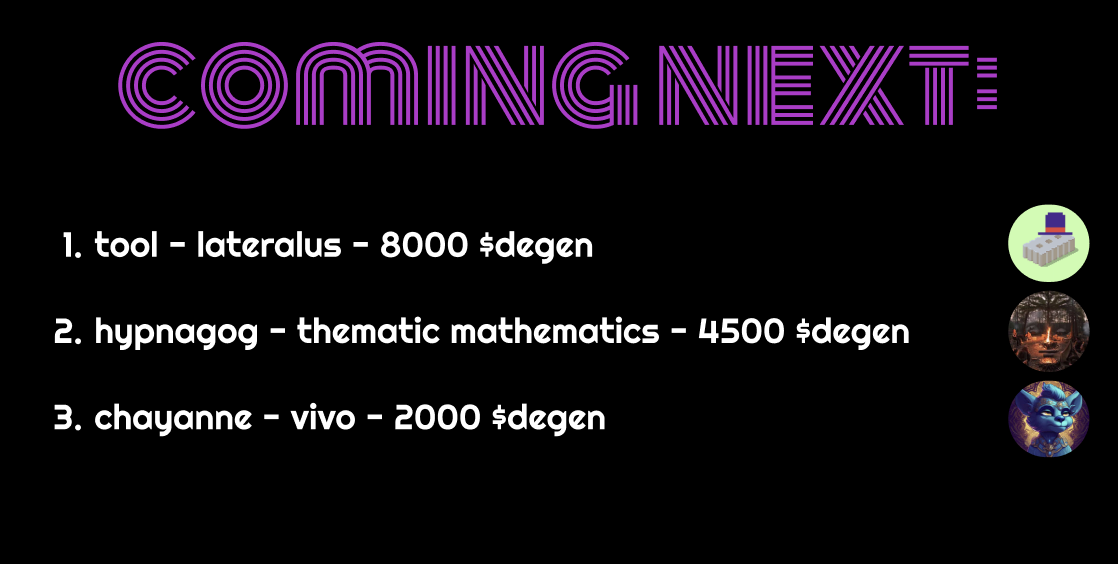 COMING NEXT:
1. tool - lateralus - 8000 $degen
2. hypnagog - thematic mathematics - 4500 $degen
3. chayanne - vivo - 2000 $degen